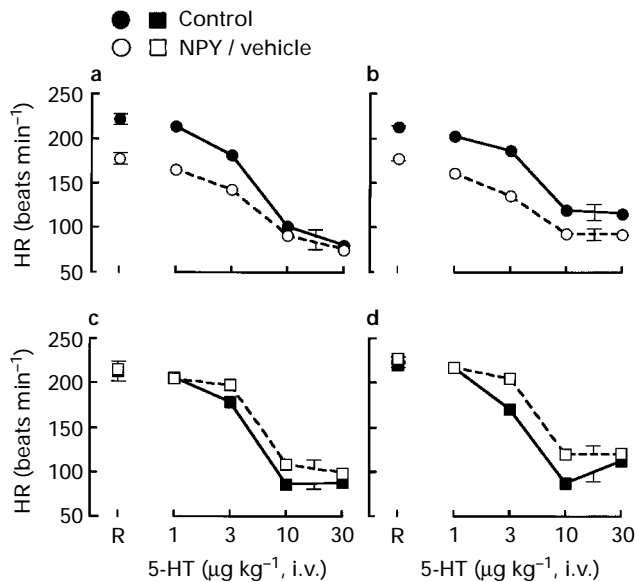 Control
NPY / vehicle
a
b
HR (beats min⁻¹)
250
200
150
100
50
c
d
HR (beats min⁻¹)
250
200
150
100
50
R
1
3
10
30
R
1
3
10
30
5-HT (μg kg⁻¹, i.v.)
5-HT (μg kg⁻¹, i.v.)